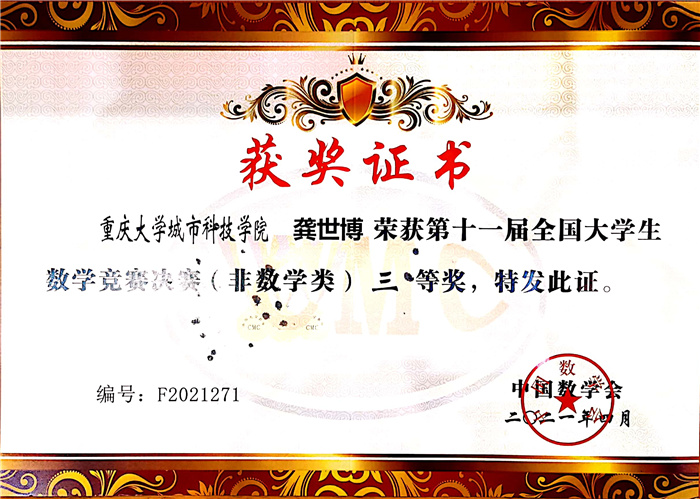 获奖证书
重庆大学城市科技学院 龚世博 荣获第十一届全国大学生
数学竞赛决赛（非数学类）三 等奖，特发此证。
CMC
CMC CMC
编号：F2021271
中国数学会
二〇二一年四月